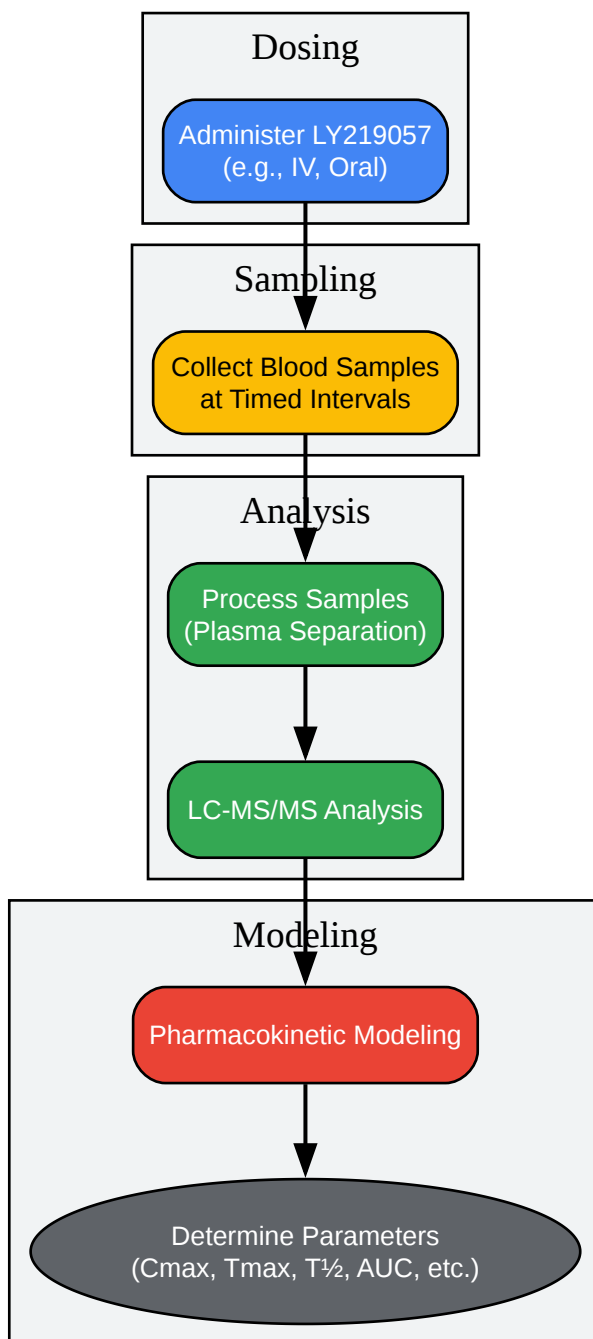 Dosing
Administer LY219057
(e.g., IV, Oral)
Sampling
Collect Blood Samples
at Timed Intervals
Analysis
Process Samples
(Plasma Separation)
LC-MS/MS Analysis
Modeling
Pharmacokinetic Modeling
Determine Parameters
(Cmax, Tmax, T½, AUC, etc.)